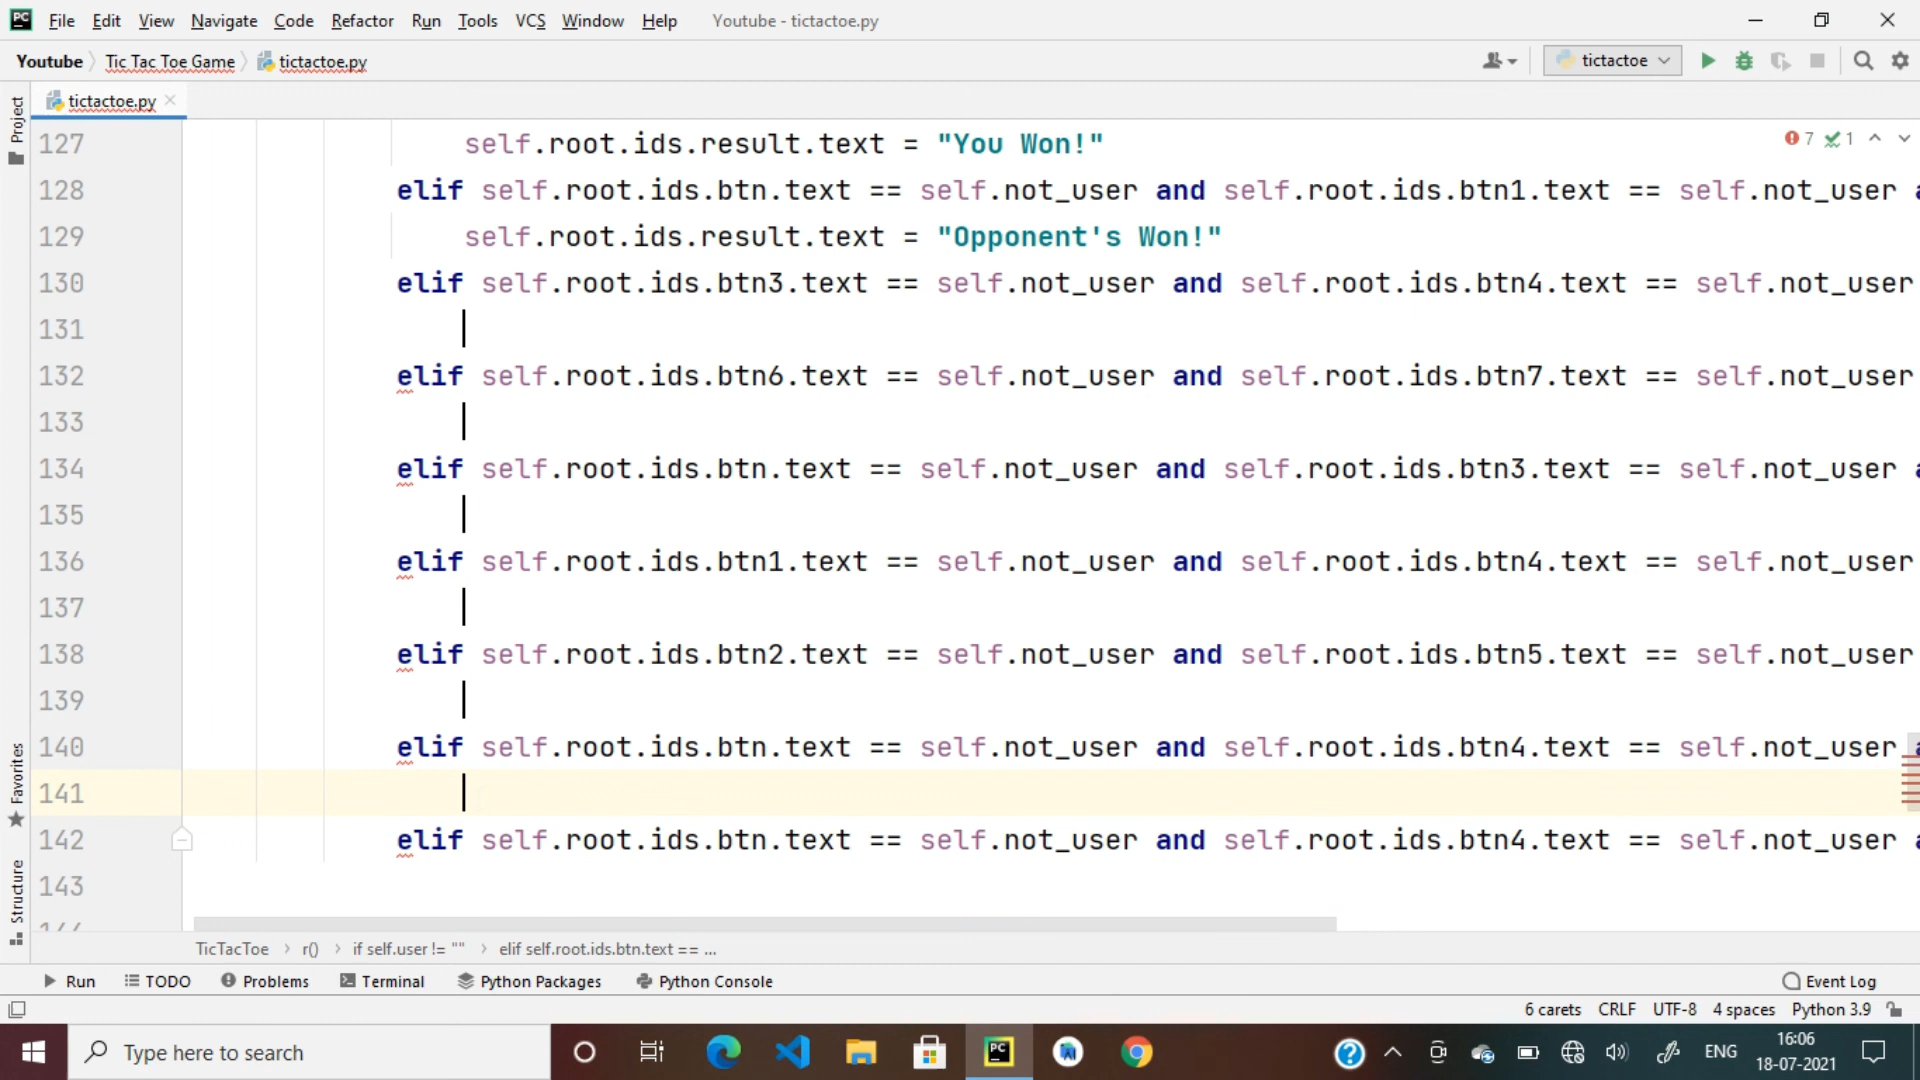 PC File Edit View Navigate Code Refactor Run Tools VCS Window Help Youtube - tictactoe.py
Youtube Tic Tac Toe Game tictactoe.py tictactoe
tictactoe.py
Project
127 self.root.ids.result.text = "You Won!" 7 1
128 elif self.root.ids.btn.text == self.not_user and self.root.ids.btn1.text == self.not_user a
129 self.root.ids.result.text = "Opponent's Won!"
130 elif self.root.ids.btn3.text == self.not_user and self.root.ids.btn4.text == self.not_user
131
132 elif self.root.ids.btn6.text == self.not_user and self.root.ids.btn7.text == self.not_user
133
134 elif self.root.ids.btn.text == self.not_user and self.root.ids.btn3.text == self.not_user a
135
136 elif self.root.ids.btn1.text == self.not_user and self.root.ids.btn4.text == self.not_user
137
138 elif self.root.ids.btn2.text == self.not_user and self.root.ids.btn5.text == self.not_user
139
140 elif self.root.ids.btn.text == self.not_user and self.root.ids.btn4.text == self.not_user a
141
142 elif self.root.ids.btn.text == self.not_user and self.root.ids.btn4.text == self.not_user a
143
Favorites
Structure
TicTacToe r() if self.user != "" elif self.root.ids.btn.text == ...
Run TODO Problems Terminal Python Packages Python Console Event Log
6 carets CRLF UTF-8 4 spaces Python 3.9
Type here to search PC ENG 16:06
18-07-2021